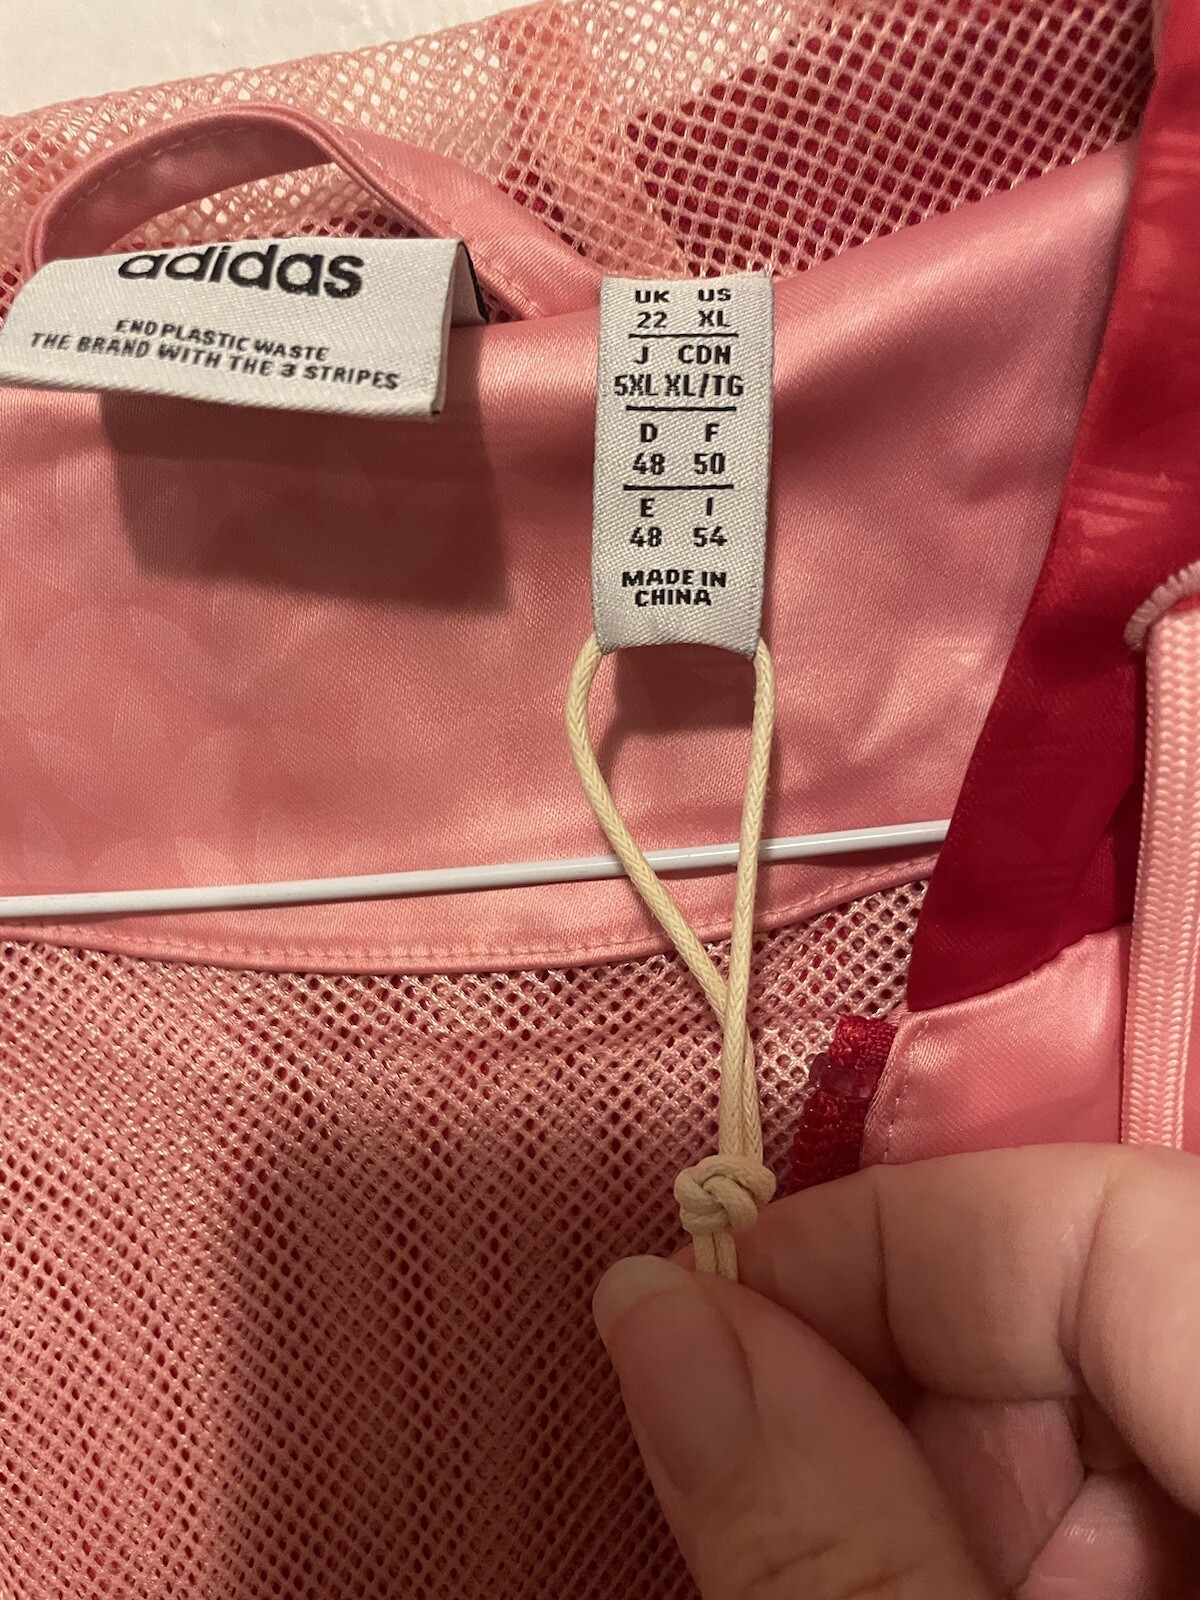 adidas
END PLASTIC WASTE
THE BRAND WITH THE 3 STRIPES
UK US
22 XL
J CDN
5XL XL/TG
D F
48 50
E I
48 54
MADE IN
CHINA